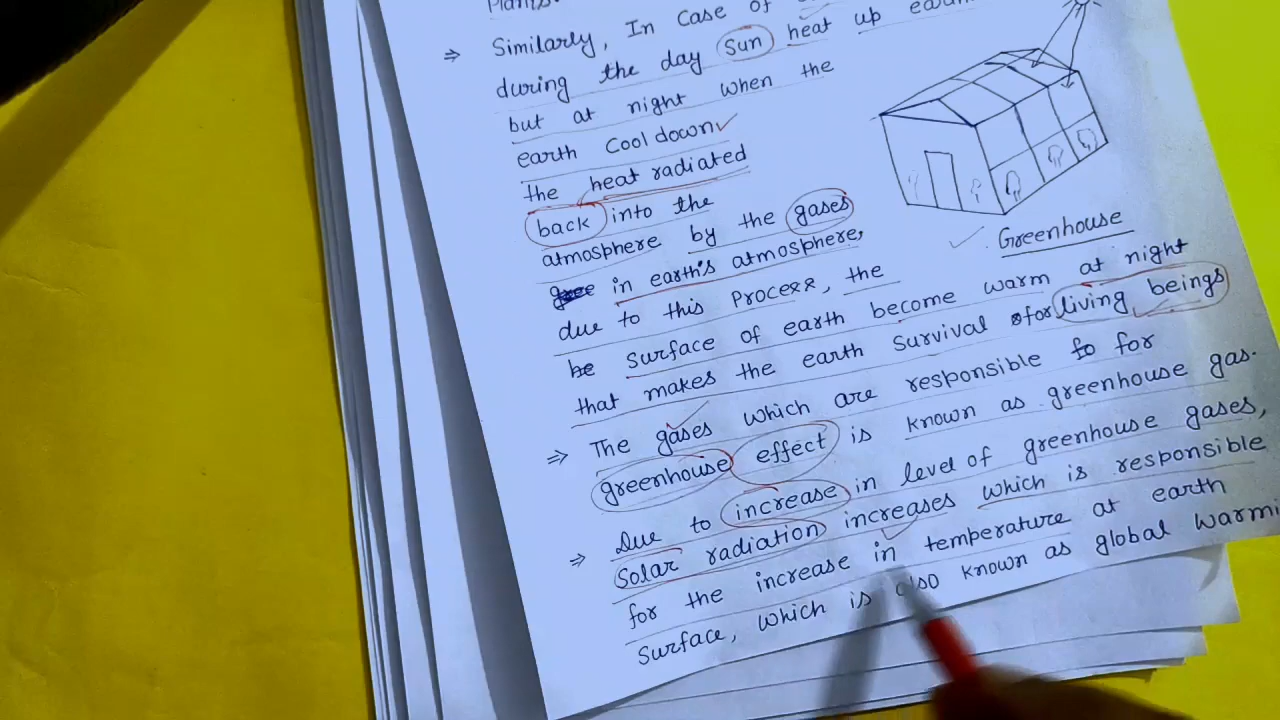 Plants.
Similarly, In Case of
during the day Sun heat up
but at night when the
earth Cool down
the heat radiated
back into the
atmosphere by the gases
in earth's atmosphere,
due to this Process, the
be surface of earth become warm at night
that makes the earth survival for living beings
The gases which are responsible to for
greenhouse effect is known as greenhouse gas.
Due to increase in level of greenhouse gases,
Solar radiation increases which is responsible
for the increase in temperature at earth
Surface, which is also known as global warmi
Greenhouse